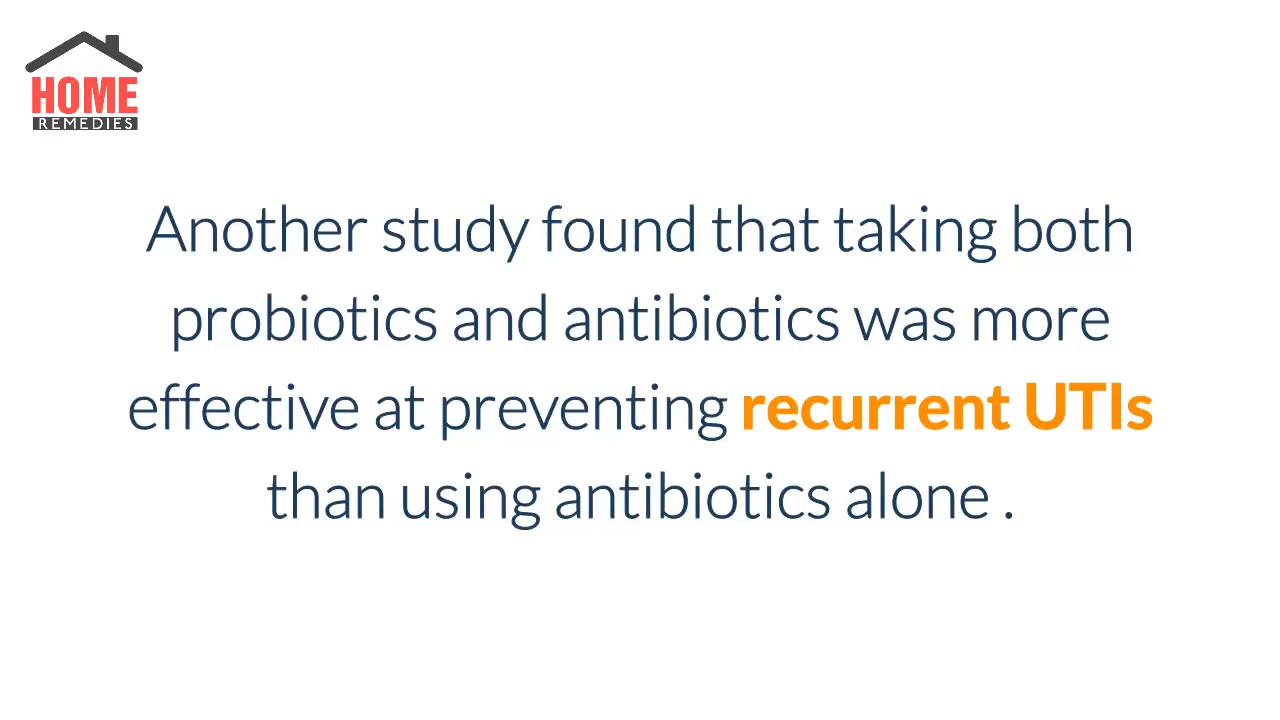 HOME
REMEDIES
Another study found that taking both
probiotics and antibiotics was more
effective at preventing recurrent UTIs
than using antibiotics alone .